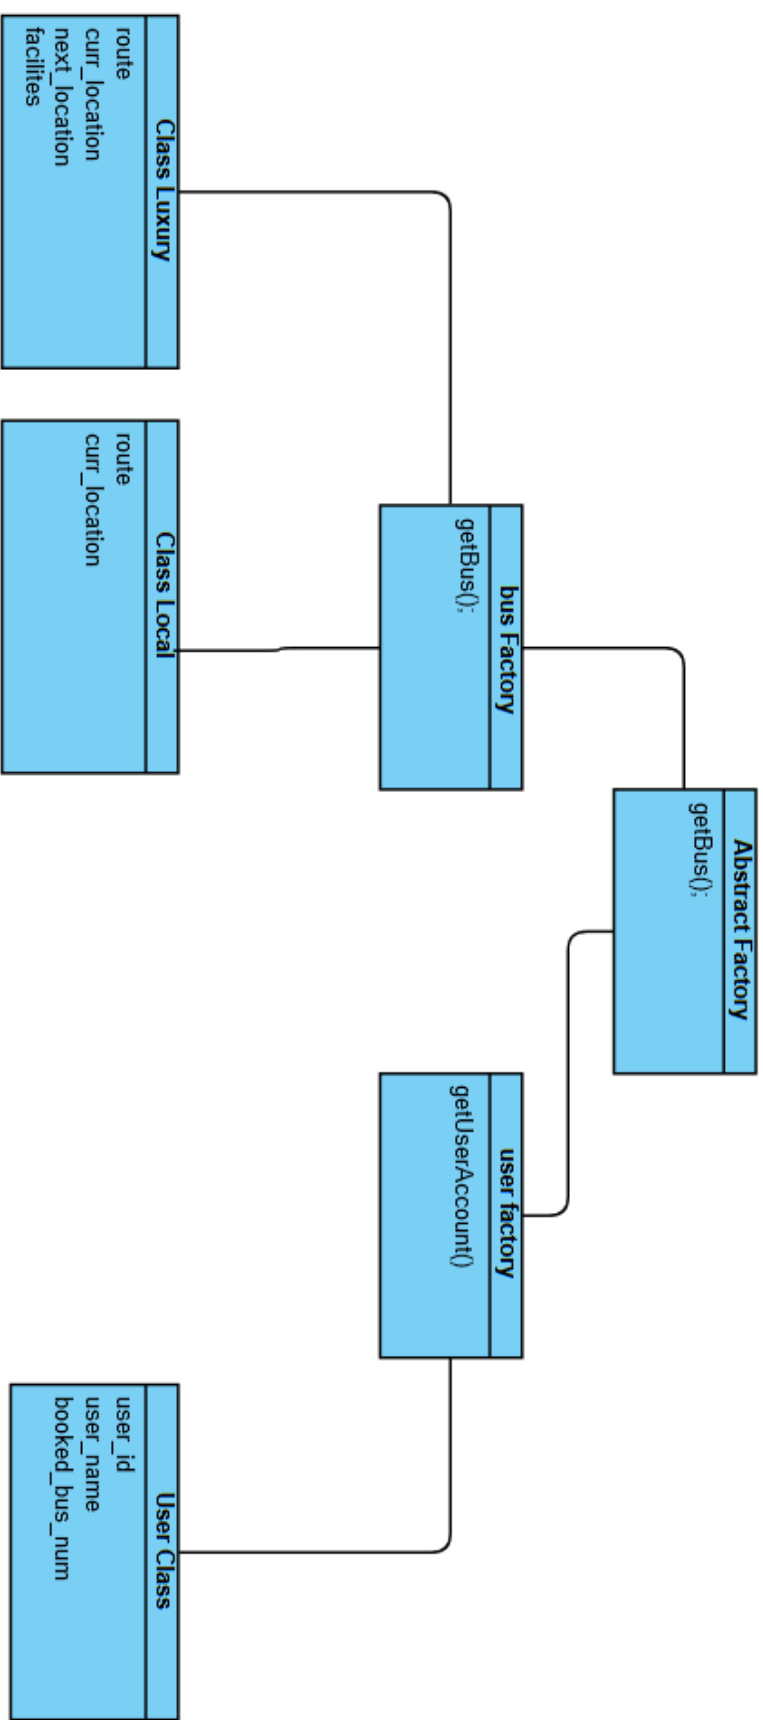 Abstract Factory
getBus();
bus Factory
getBus();
user factory
getUserAccount()
Class Luxury
route
curr_location
next_location
facilites
Class Local
route
curr_location
User Class
user_id
user_name
booked_bus_num